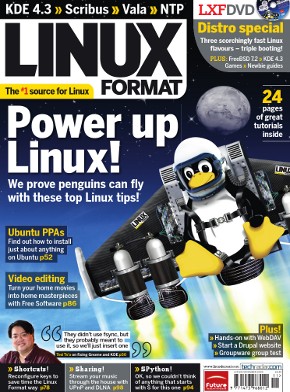 KDE 4.3 » Scribus » Vala » NTP
LXFDVD
Distro special
Three scorchingly fast Linux
flavours – triple booting!
PLUS: FreeBSD 7.2 » KDE 4.3
Games » Newbie guides
LINUX
FORMAT
The #1 source for Linux
24
pages
of great
tutorials
inside
Power up
Linux!
We prove penguins can fly
with these top Linux tips!
LINUX
Ubuntu PPAs
Find out how to install
just about anything
on Ubuntu p52
Video editing
Turn your home movies
into home masterpieces
with Free Software p86
They didn't use fsync, but
they probably meant to
use it, so we'll just insert one
Plus!
» Hands-on with WebDAV
» Start a Drupal website
» Groupware group test
» Shortcuts!
Reconfigure keys to
save time the Linux
Format way p78
» Sharing!
Stream your music
through the house with
UPnP and DLNA p88
» SPython!
OK, so we couldn't
think of anything that
starts with S for this one p94
Future
techradar.com